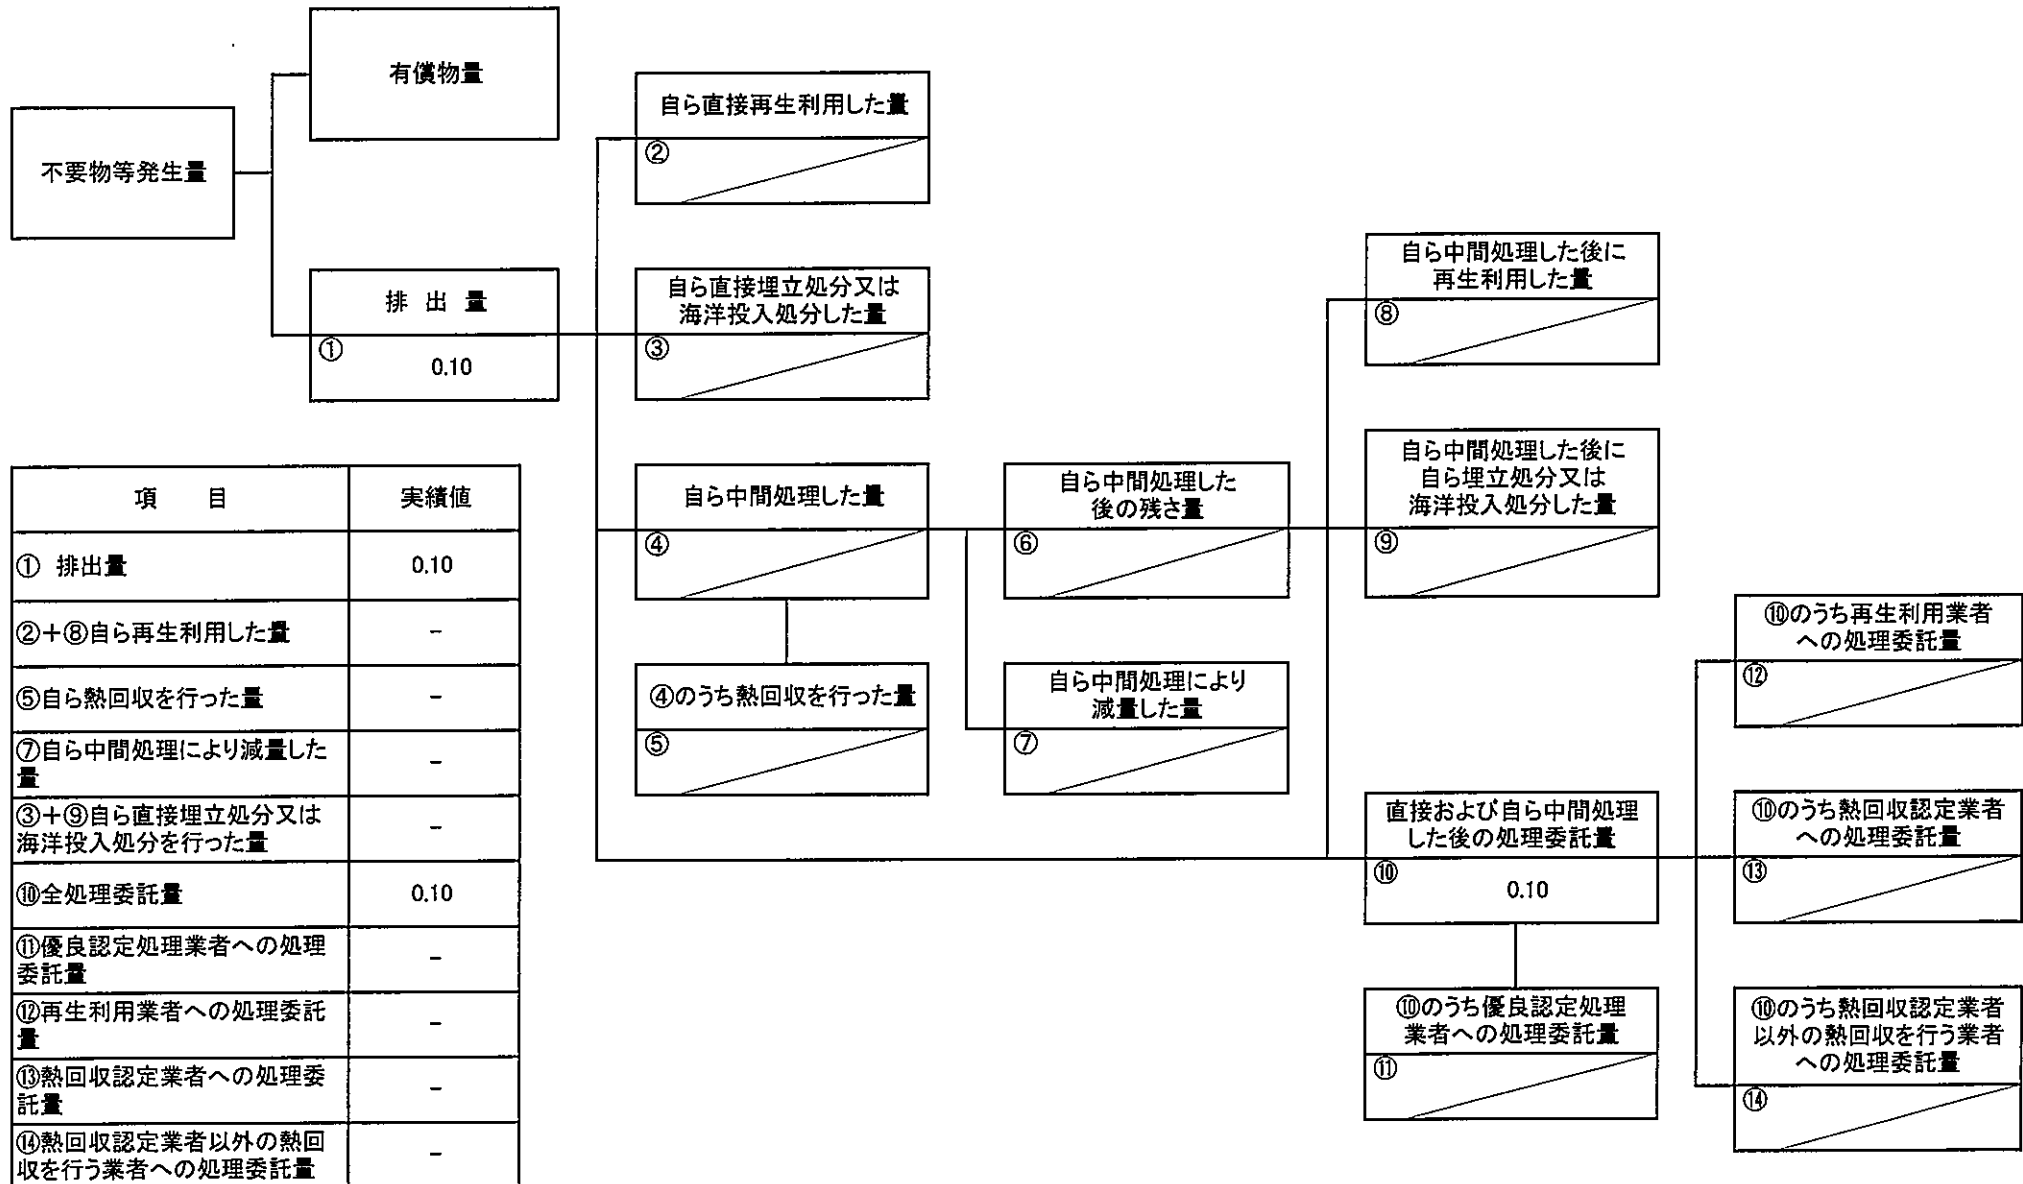 有償物量
不要物等発生量
排 出 量
①
0.10
自ら直接再生利用した量
②
自ら直接埋立処分又は
海洋投入処分した量
③
自ら中間処理した量
④
④のうち熱回収を行った量
⑤
自ら中間処理した
後の残さ量
⑥
自ら中間処理により
減量した量
⑦
自ら中間処理した後に
再生利用した量
⑧
自ら中間処理した後に
自ら埋立処分又は
海洋投入処分した量
⑨
直接および自ら中間処理
した後の処理委託量
⑩
0.10
⑩のうち優良認定処理
業者への処理委託量
⑪
⑩のうち再生利用業者
への処理委託量
⑫
⑩のうち熱回収認定業者
への処理委託量
⑬
⑩のうち熱回収認定業者
以外の熱回収を行う業者
への処理委託量
⑭
項 目 実績値
① 排出量 0.10
②+⑧自ら再生利用した量 -
⑤自ら熱回収を行った量 -
⑦自ら中間処理により減量した
量 -
③+⑨自ら直接埋立処分又は
海洋投入処分を行った量 -
⑩全処理委託量 0.10
⑪優良認定処理業者への処理
委託量 -
⑫再生利用業者への処理委託
量 -
⑬熱回収認定業者への処理委
託量 -
⑭熱回収認定業者以外の熱回
収を行う業者への処理委託量 -